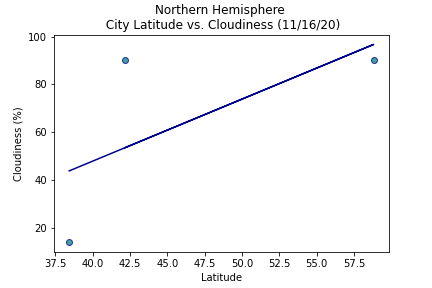 Northern Hemisphere
City Latitude vs. Cloudiness (11/16/20)
100
80
60
40
20
Cloudiness (%)
37.5 40.0 42.5 45.0 47.5 50.0 52.5 55.0 57.5
Latitude